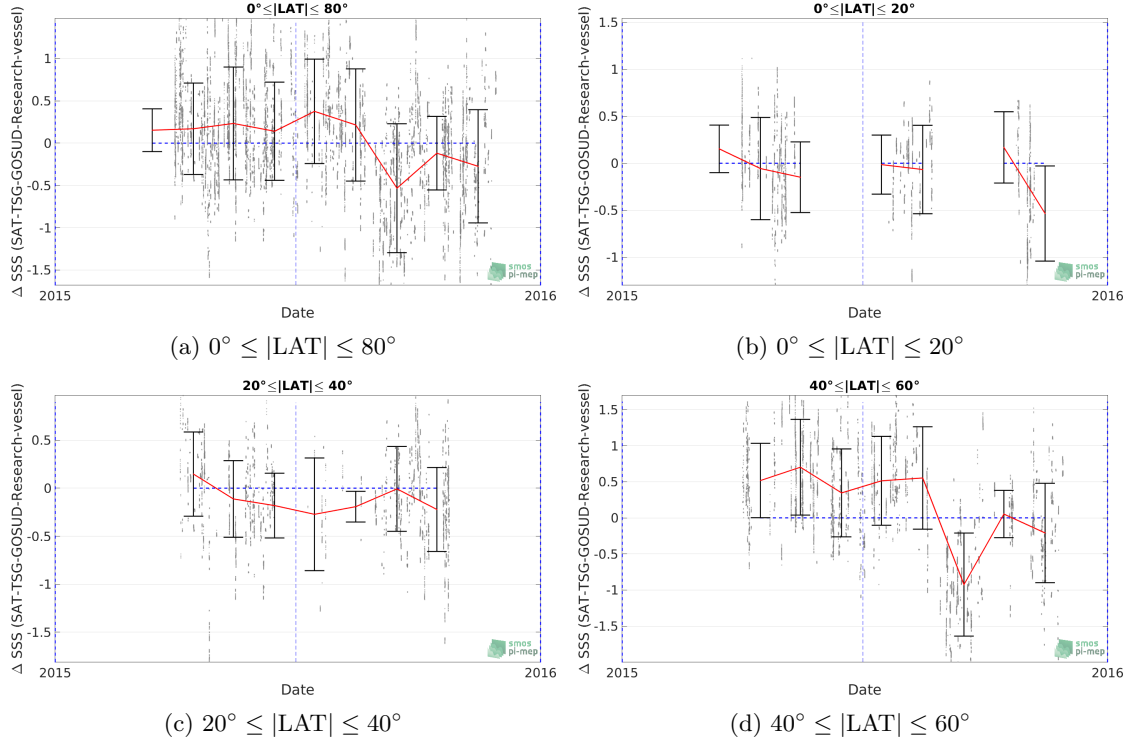 0°≤|LAT|≤ 80°
Δ SSS (SAT-TSG-GOSUD-Research-vessel)
1
0.5
0
-0.5
-1
-1.5
2015
2016
Date
smos
pi-mep
(a) 0° ≤ |LAT| ≤ 80°
0°≤|LAT|≤ 20°
Δ SSS (SAT-TSG-GOSUD-Research-vessel)
1.5
1
0.5
0
-0.5
-1
2015
2016
Date
smos
pi-mep
(b) 0° ≤ |LAT| ≤ 20°
20°≤|LAT|≤ 40°
Δ SSS (SAT-TSG-GOSUD-Research-vessel)
0.5
0
-0.5
-1
-1.5
2015
2016
Date
smos
pi-mep
(c) 20° ≤ |LAT| ≤ 40°
40°≤|LAT|≤ 60°
Δ SSS (SAT-TSG-GOSUD-Research-vessel)
1.5
1
0.5
0
-0.5
-1
-1.5
2015
2016
Date
smos
pi-mep
(d) 40° ≤ |LAT| ≤ 60°